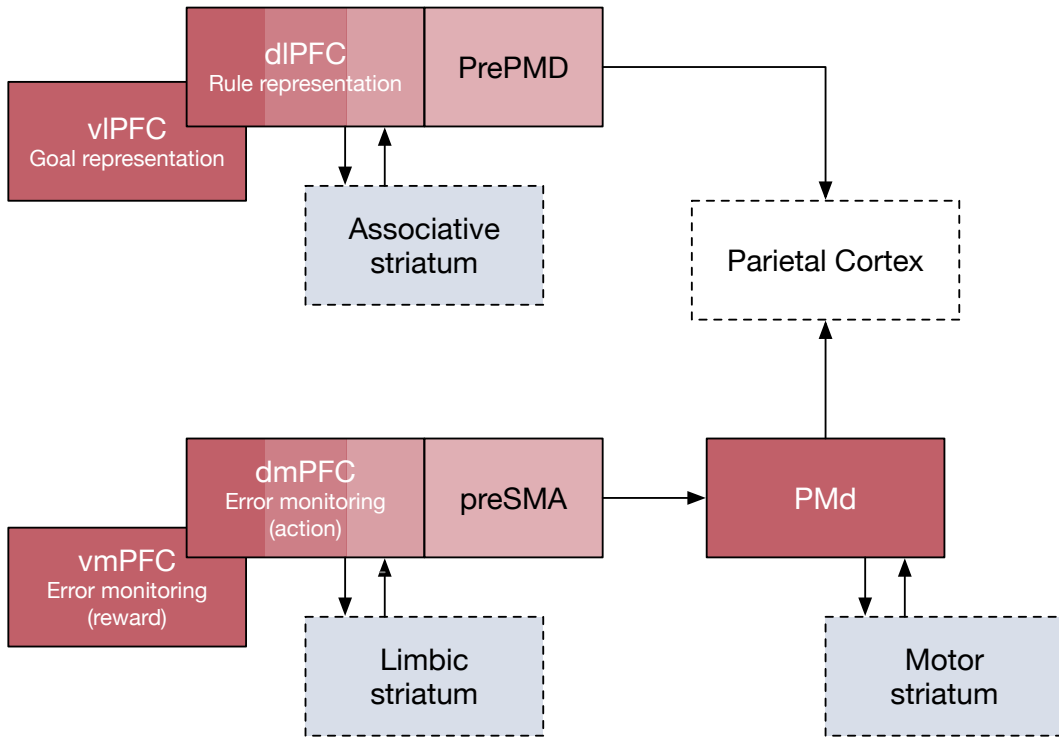 dlPFC
Rule representation
PrePMD
vlPFC
Goal representation
Associative
striatum
Parietal Cortex
dmPFC
Error monitoring
(action)
preSMA
PMd
vmPFC
Error monitoring
(reward)
Limbic
striatum
Motor
striatum